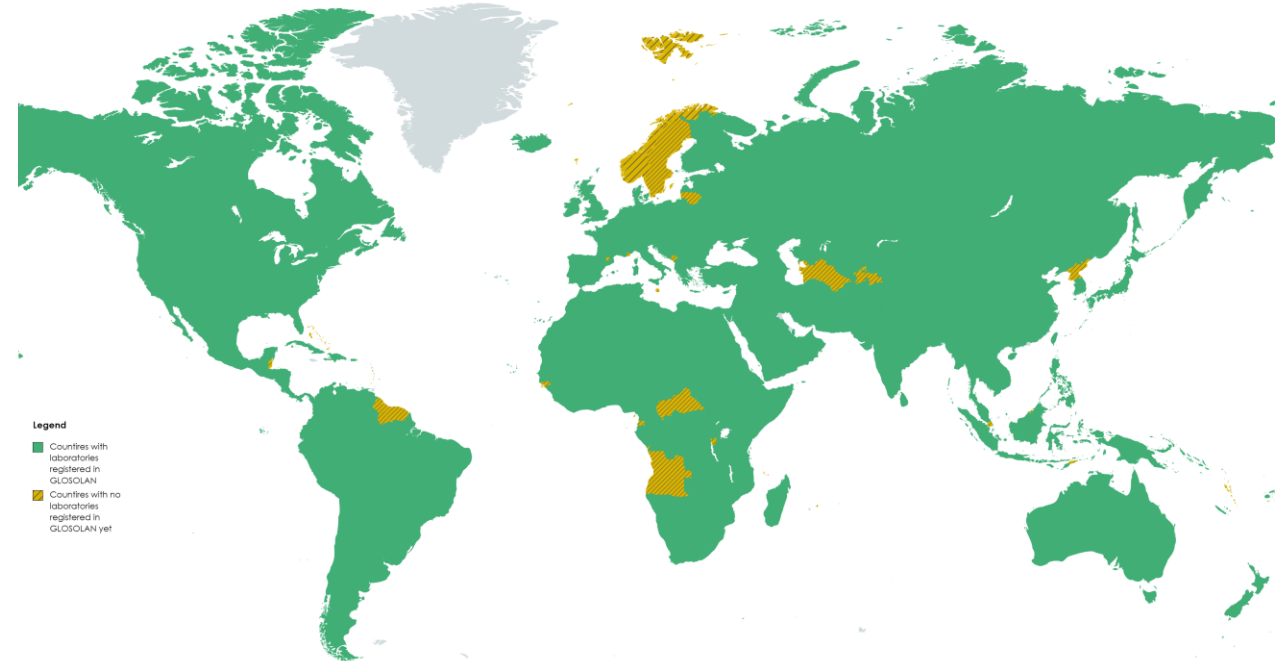 Legend
Countires with
laboratories
registered in
GLOSOLAN
Countires with no
laboratories
registered in
GLOSOLAN yet